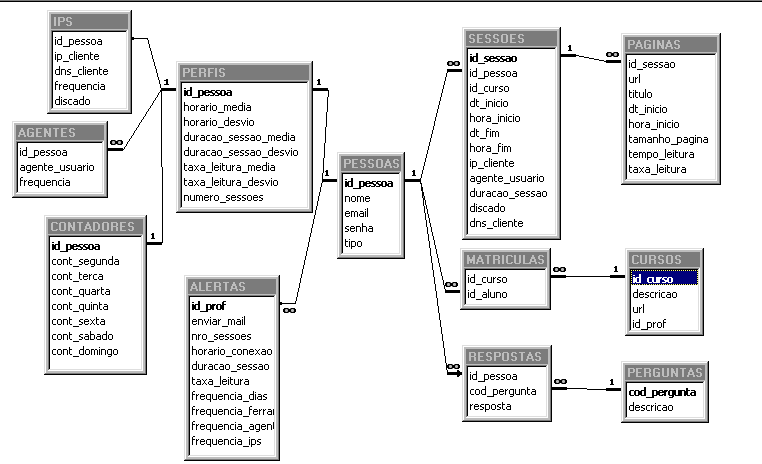 IPS
id_pessoa
ip_cliente
dns_cliente
frequencia
discado
AGENTES
id_pessoa
agente_usuario
frequencia
CONTADORES
id_pessoa
cont_segunda
cont_terca
cont_quarta
cont_quinta
cont_sexta
cont_sabado
cont_domingo
PERFIS
id_pessoa
horario_media
horario_desvio
duracao_sessao_media
duracao_sessao_desvio
taxa_leitura_media
taxa_leitura_desvio
numero_sessoes
ALERTAS
id_prof
enviar_mail
nro_sessoes
horario_conexao
duracao_sessao
taxa_leitura
frequencia_dias
frequencia_ferrar
frequencia_agent
frequencia_ips
PESSOAS
id_pessoa
nome
email
senha
tipo
SESSOES
id_sessao
id_pessoa
id_curso
dt_inicio
hora_inicio
dt_fim
hora_fim
ip_cliente
agente_usuario
duracao_sessao
discado
dns_cliente
MATRICULAS
id_curso
id_aluno
RESPOSTAS
id_pessoa
cod_pergunta
resposta
PAGINAS
id_sessao
url
titulo
dt_inicio
hora_inicio
tamanho_pagina
tempo_leitura
taxa_leitura
CURSOS
id_curso
descricao
url
id_prof
PERGUNTAS
cod_pergunta
descricao
1
∞
1
1
1
∞
1
∞
∞
∞
1
∞
∞
1
∞
1